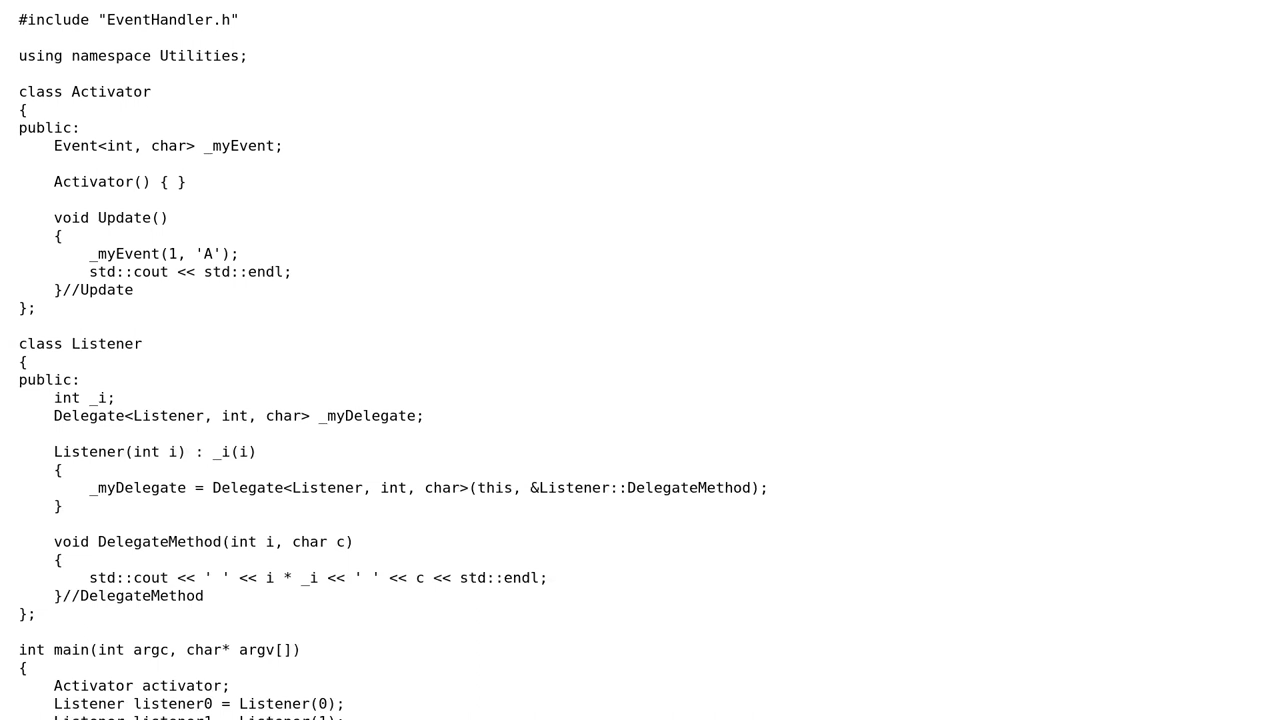 #include "EventHandler.h"
using namespace Utilities;
class Activator
{
public:
    Event<int, char> _myEvent;
    Activator() { }
    void Update()
    {
        _myEvent(1, 'A');
        std::cout << std::endl;
    }//Update
};
class Listener
{
public:
    int _i;
    Delegate<Listener, int, char> _myDelegate;
    Listener(int i) : _i(i)
    {
        _myDelegate = Delegate<Listener, int, char>(this, &Listener::DelegateMethod);
    }
    void DelegateMethod(int i, char c)
    {
        std::cout << ' ' << i * _i << ' ' << c << std::endl;
    }//DelegateMethod
};
int main(int argc, char* argv[])
{
    Activator activator;
    Listener listener0 = Listener(0);